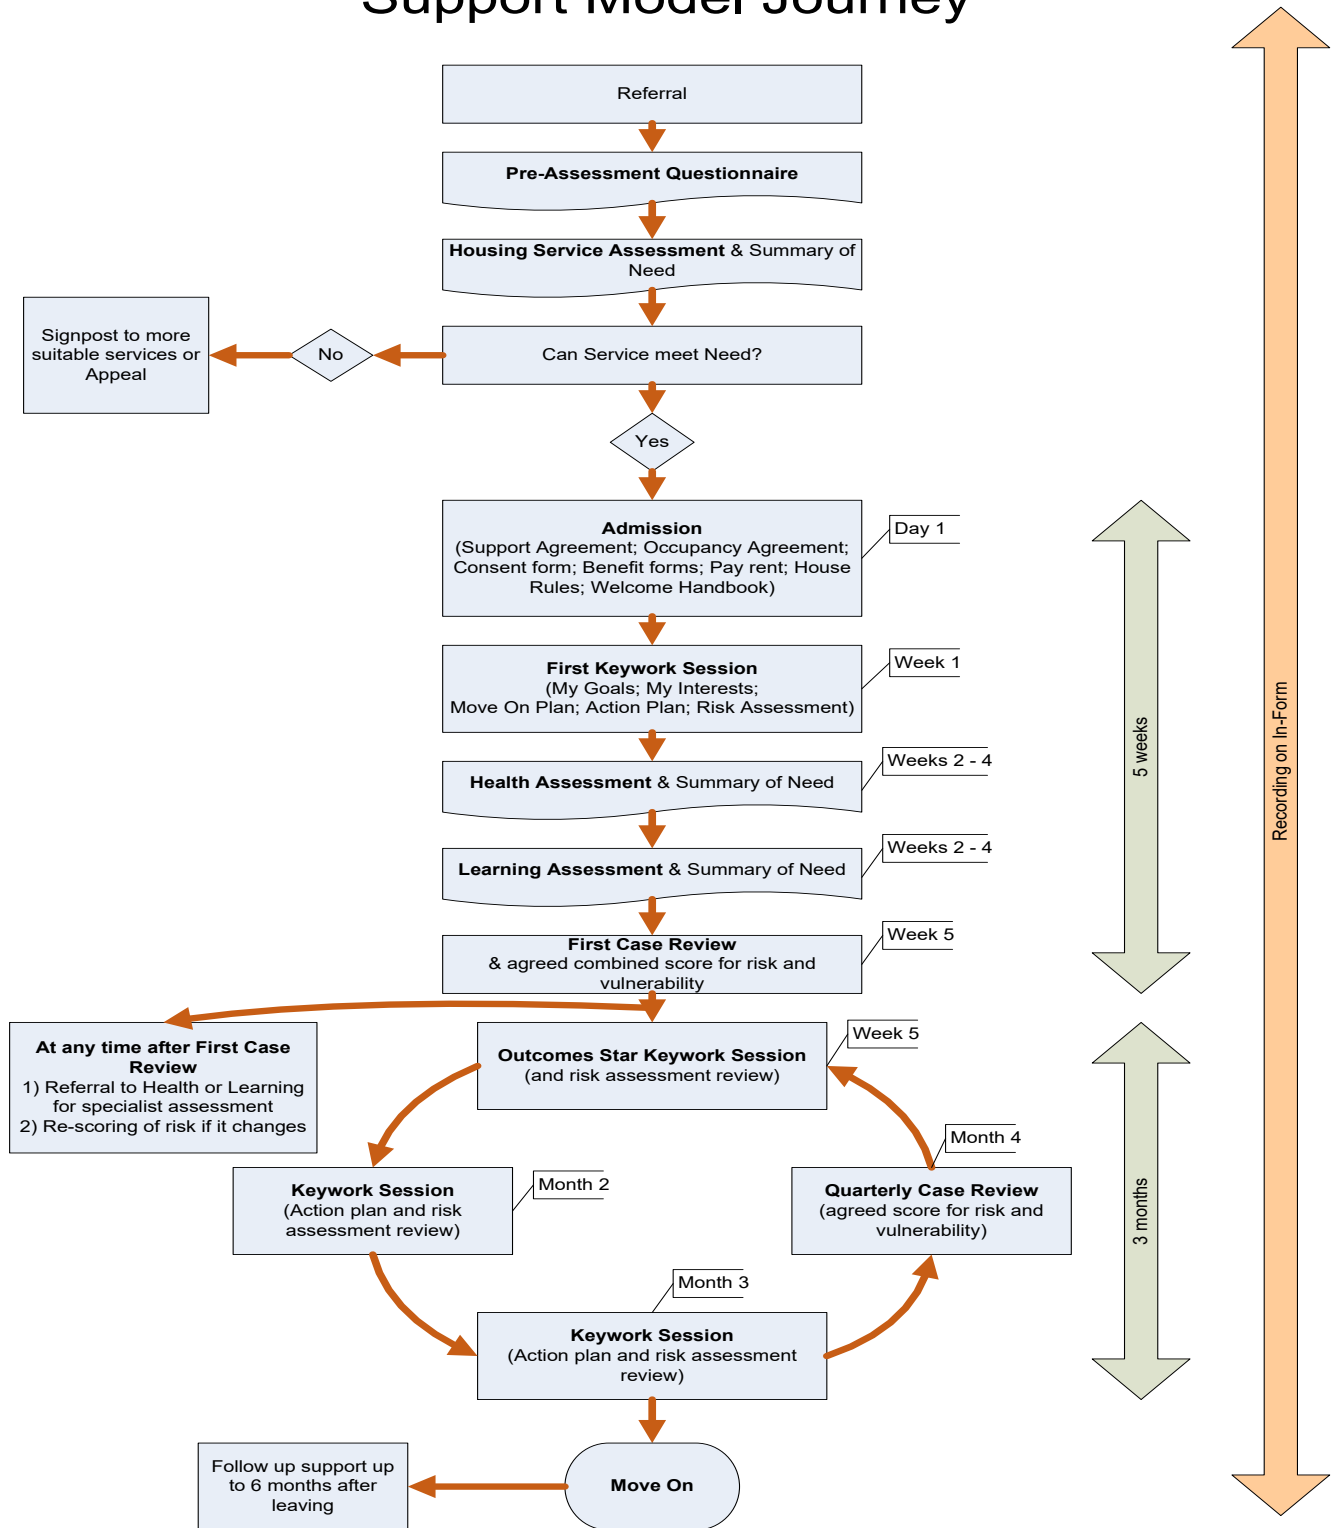 Support Model Journey
Referral
Pre-Assessment Questionnaire
Housing Service Assessment & Summary of
Need
Can Service meet Need?
No
Signpost to more
suitable services or
Appeal
Yes
Admission
(Support Agreement; Occupancy Agreement;
Consent form; Benefit forms; Pay rent; House
Rules; Welcome Handbook)
Day 1
First Keywork Session
(My Goals; My Interests;
Move On Plan; Action Plan; Risk Assessment)
Week 1
Health Assessment & Summary of Need
Weeks 2 - 4
Learning Assessment & Summary of Need
Weeks 2 - 4
First Case Review
& agreed combined score for risk and
vulnerability
Week 5
5 weeks
Recording on In-Form
At any time after First Case
Review
1) Referral to Health or Learning
for specialist assessment
2) Re-scoring of risk if it changes
Outcomes Star Keywork Session
(and risk assessment review)
Week 5
Keywork Session
(Action plan and risk
assessment review)
Month 2
Keywork Session
(Action plan and risk assessment
review)
Month 3
Quarterly Case Review
(agreed score for risk and
vulnerability)
Month 4
3 months
Move On
Follow up support up
to 6 months after
leaving